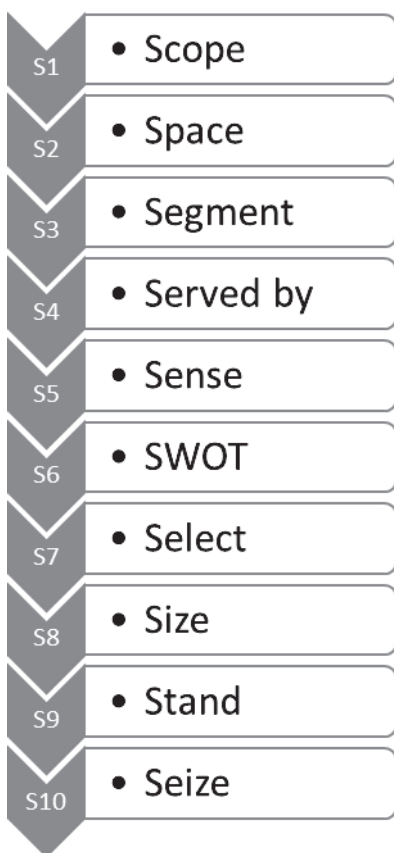 S1 • Scope
S2 • Space
S3 • Segment
S4 • Served by
S5 • Sense
S6 • SWOT
S7 • Select
S8 • Size
S9 • Stand
S10 • Seize